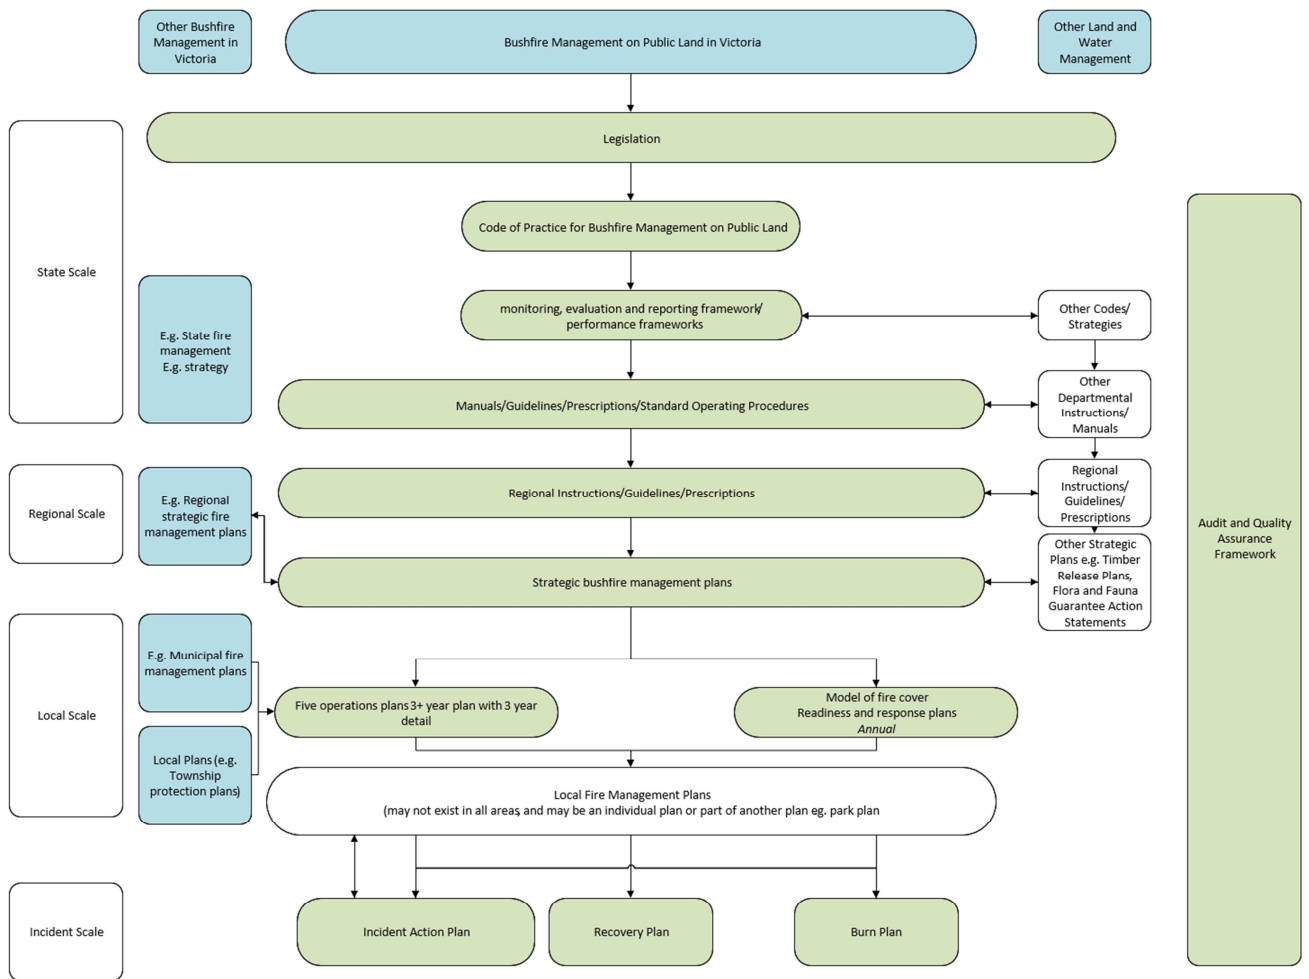 Other Bushfire
Management in
Victoria
Bushfire Management on Public Land in Victoria
Other Land and
Water
Management
Legislation
Code of Practice for Bushfire Management on Public Land
State Scale
E.g. State fire
management
E.g. strategy
monitoring, evaluation and reporting framework/
performance frameworks
Other Codes/
Strategies
Manuals/Guidelines/Prescriptions/Standard Operating Procedures
Other
Departmental
Instructions/
Manuals
Regional Scale
E.g. Regional
strategic fire
management plans
Regional Instructions/Guidelines/Prescriptions
Regional
Instructions/
Guidelines/
Prescriptions
Audit and Quality
Assurance
Framework
Strategic bushfire management plans
Other Strategic
Plans e.g. Timber
Release Plans,
Flora and Fauna
Guarantee Action
Statements
Local Scale
E.g. Municipal fire
management plans
Five operations plans 3+ year plan with 3 year
detail
Model of fire cover
Readiness and response plans
Annual
Local Plans (e.g.
Township
protection plans)
Local Fire Management Plans
(may not exist in all areas, and may be an individual plan or part of another plan eg. park plan
Incident Scale
Incident Action Plan
Recovery Plan
Burn Plan